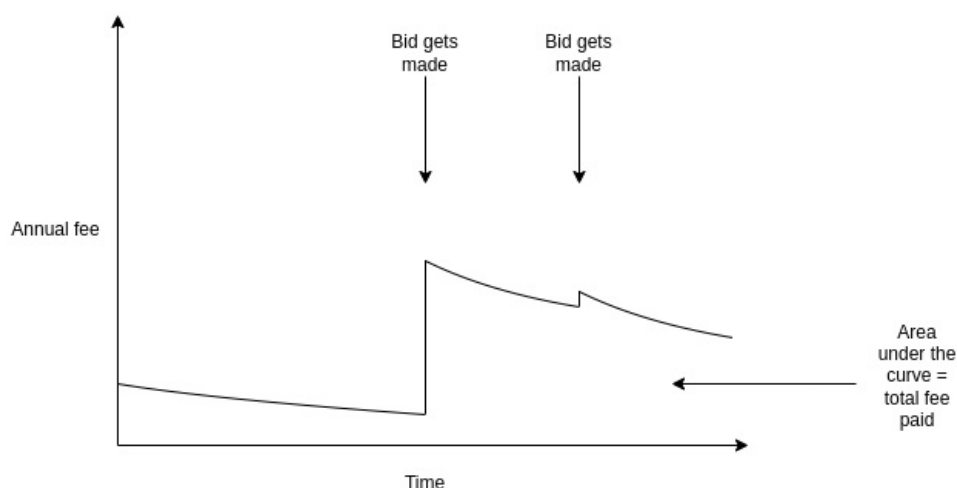 Bid gets
made
Bid gets
made
Annual fee
Area
under the
curve =
total fee
paid
Time